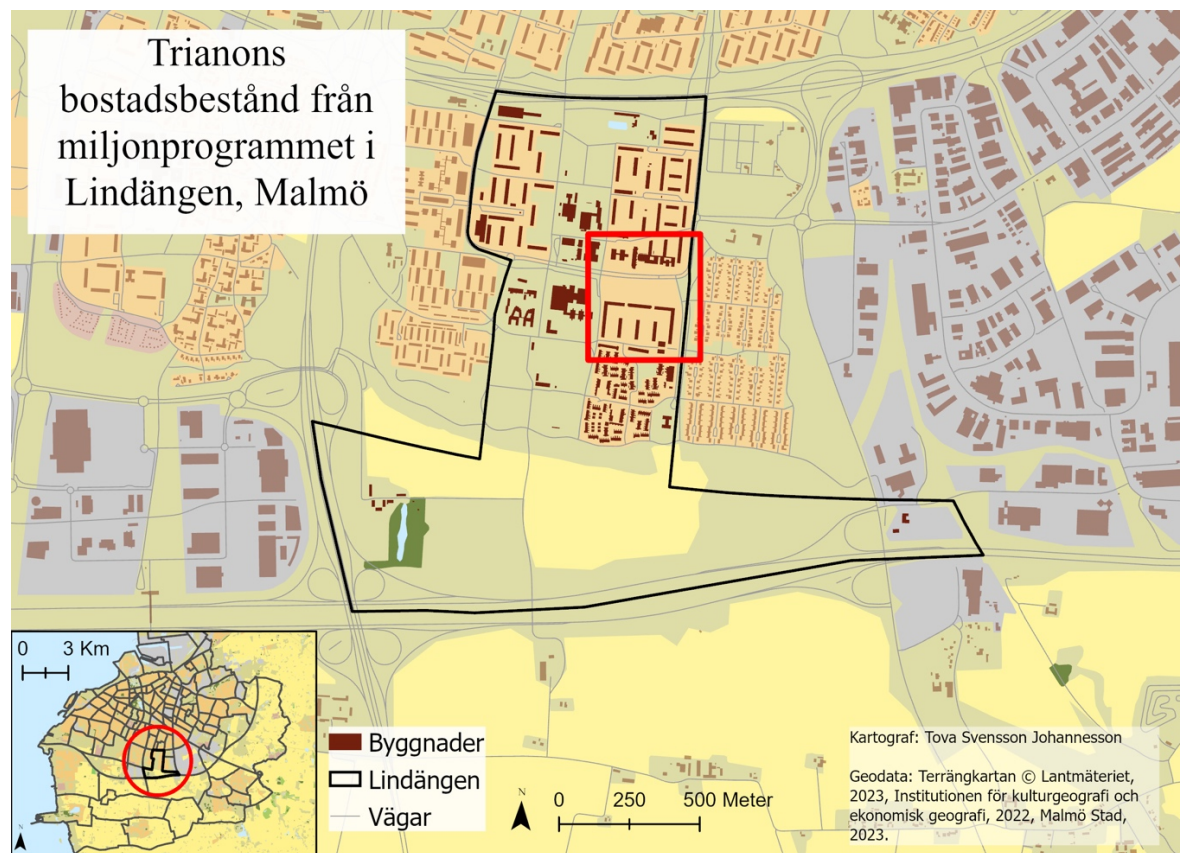 Trianons
bostadsbestånd från
miljonprogrammet i
Lindängen, Malmö
0 3 Km
N
Byggnader
Lindängen
Vägar
N
0 250 500 Meter
Kartograf: Tova Svensson Johannesson
Geodata: Terrängkartan © Lantmäteriet,
2023, Institutionen för kulturgeografi och
ekonomisk geografi, 2022, Malmö Stad,
2023.